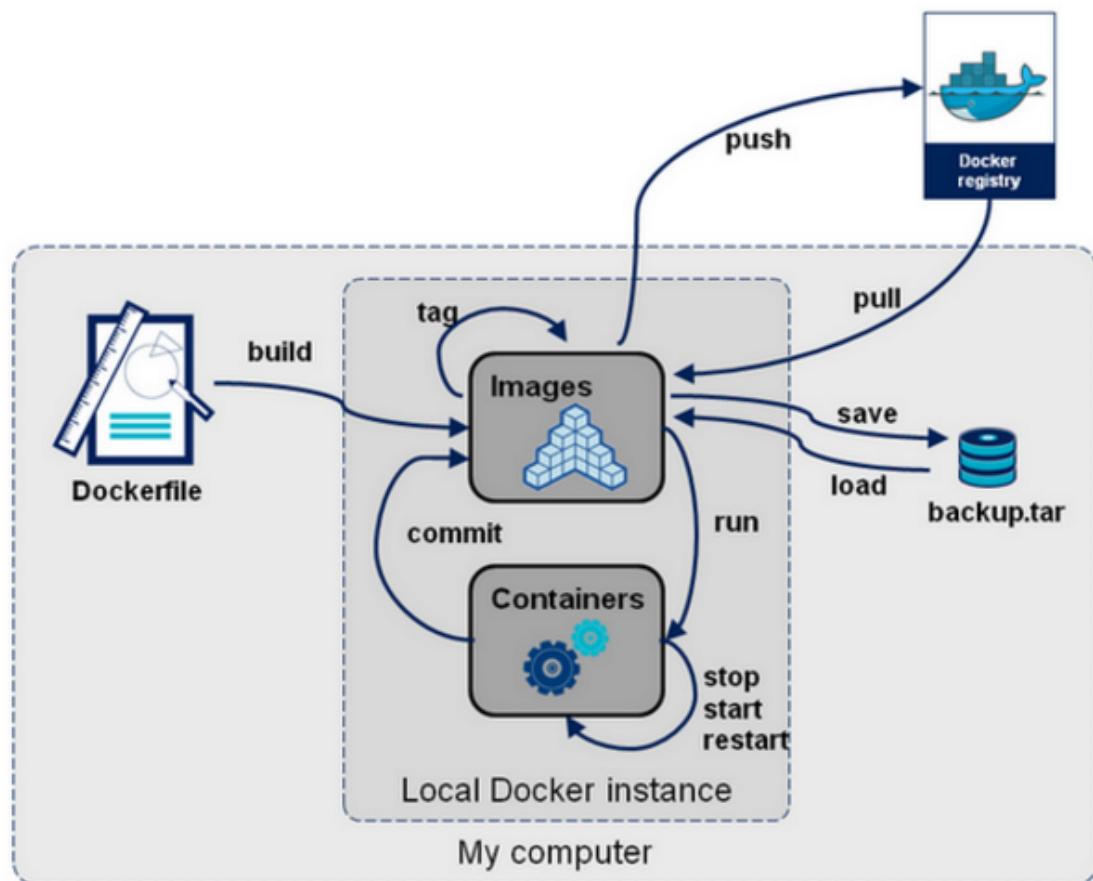 Docker
registry
push
pull
tag
build
Images
save
load
Dockerfile
backup.tar
commit
run
Containers
stop
start
restart
Local Docker instance
My computer